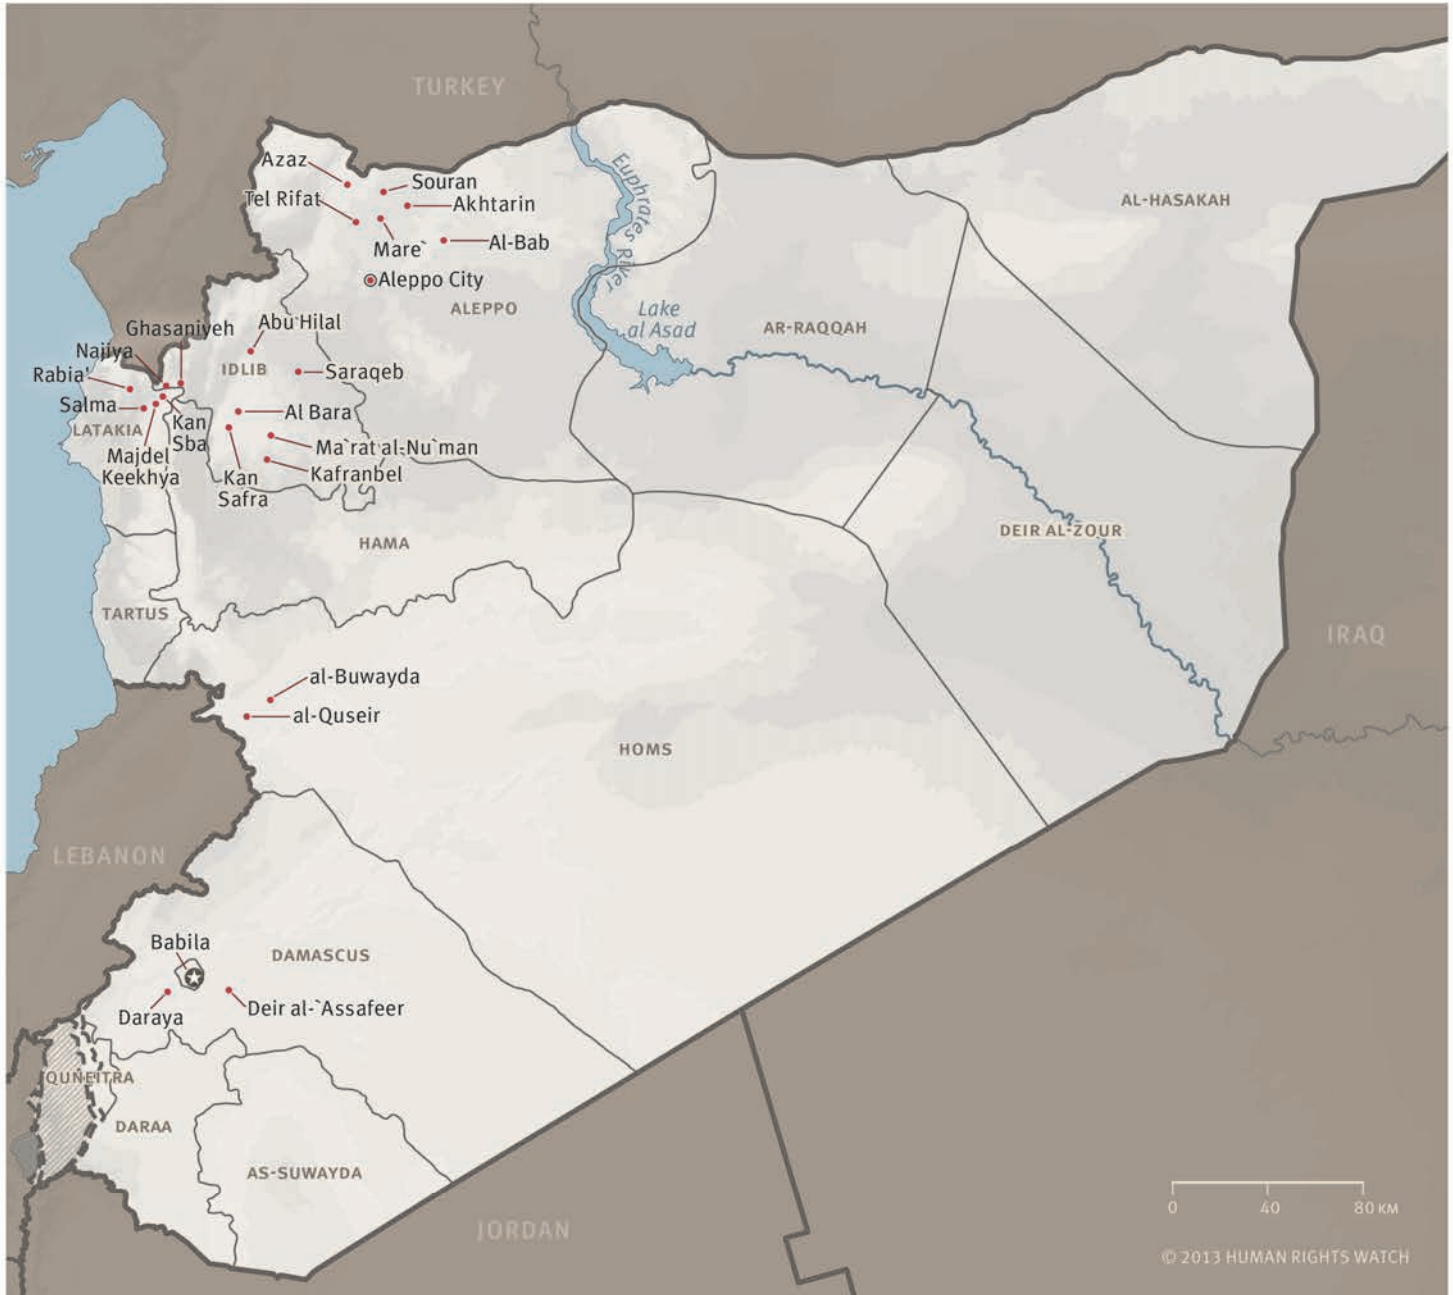 TURKEY
Azaz
Souran
AL-HASAKAH
Tel Rifat
Akhtarin
Euphrates River
Mare`
Al-Bab
Aleppo City
ALEPPO
Lake
al Asad
AR-RAQQAH
Ghasaniyeh
Abu Hilal
Najiya
IDLIB
Saraqeb
Rabia'
Salma
Al Bara
LATAKIA
Kan
Sba
Ma`rat al-Nu`man
Majdel
Keekhya
Kafranbel
Kan
Safra
HAMA
DEIR AL-ZOUR
TARTUS
IRAQ
al-Buwayda
al-Quseir
HOMS
LEBANON
Babila
DAMASCUS
Daraya
Deir al-`Assafeer
QUNEITRA
DARAA
AS-SUWAYDA
JORDAN
0 40 80 KM
© 2013 HUMAN RIGHTS WATCH